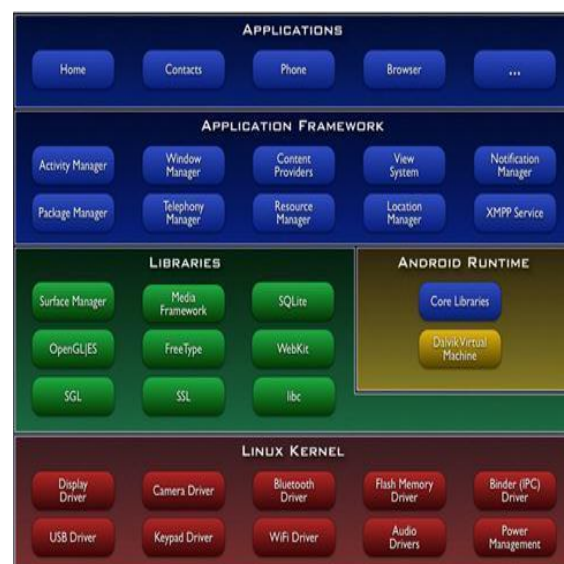 APPLICATIONS
Home
Contacts
Phone
Browser
...
APPLICATION FRAMEWORK
Activity Manager
Window
Manager
Content
Providers
View
System
Notification
Manager
Package Manager
Telephony
Manager
Resource
Manager
Location
Manager
XMPP Service
LIBRARIES
Surface Manager
Media
Framework
SQLite
OpenGL|ES
FreeType
WebKit
SGL
SSL
libc
ANDROID RUNTIME
Core Libraries
Dalvik Virtual
Machine
LINUX KERNEL
Display
Driver
Camera Driver
Bluetooth
Driver
Flash Memory
Driver
Binder (IPC)
Driver
USB Driver
Keypad Driver
WiFi Driver
Audio
Drivers
Power
Management